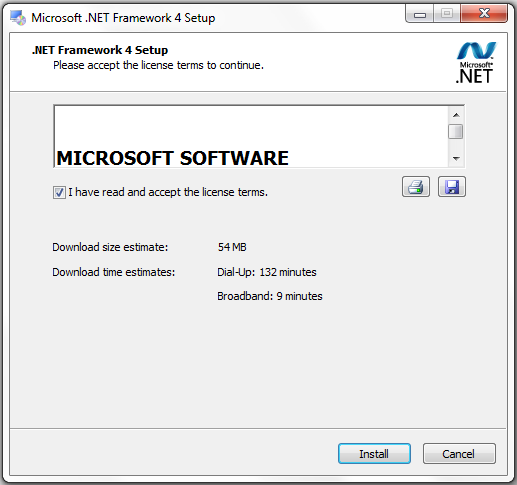 Microsoft .NET Framework 4 Setup
.NET Framework 4 Setup
Please accept the license terms to continue.
Microsoft®
.NET
MICROSOFT SOFTWARE
I have read and accept the license terms.
Download size estimate: 54 MB
Download time estimates: Dial-Up: 132 minutes
Broadband: 9 minutes
Install Cancel